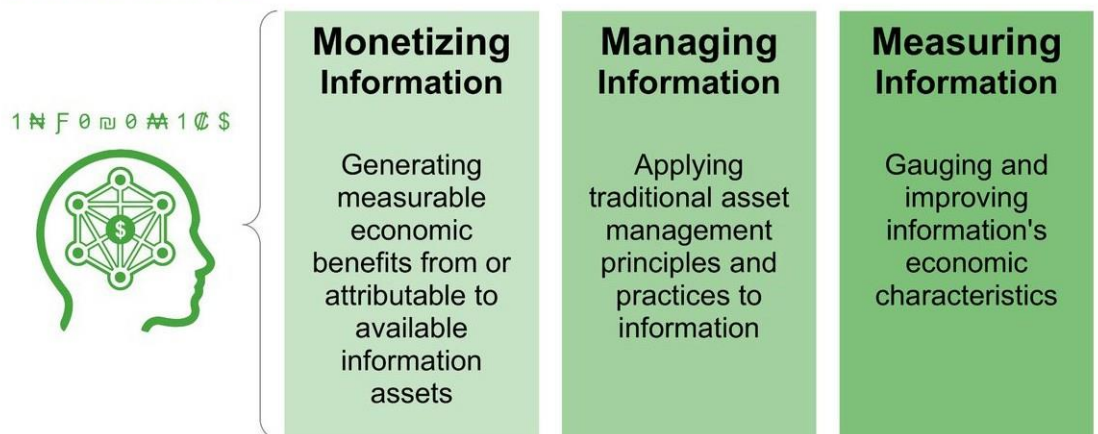 1₦Ƒ0₪0₳1₡$
$
Monetizing
Information
Generating
measurable
economic
benefits from or
attributable to
available
information
assets
Managing
Information
Applying
traditional asset
management
principles and
practices to
information
Measuring
Information
Gauging and
improving
information's
economic
characteristics